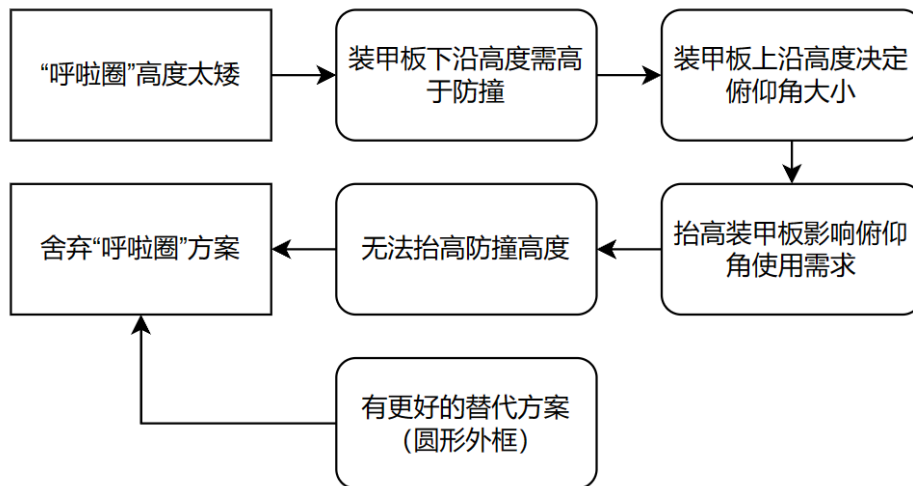 “呼啦圈”高度太矮
装甲板下沿高度需高
于防撞
装甲板上沿高度决定
俯仰角大小
抬高装甲板影响俯仰
角使用需求
无法抬高防撞高度
舍弃“呼啦圈”方案
有更好的替代方案
（圆形外框）